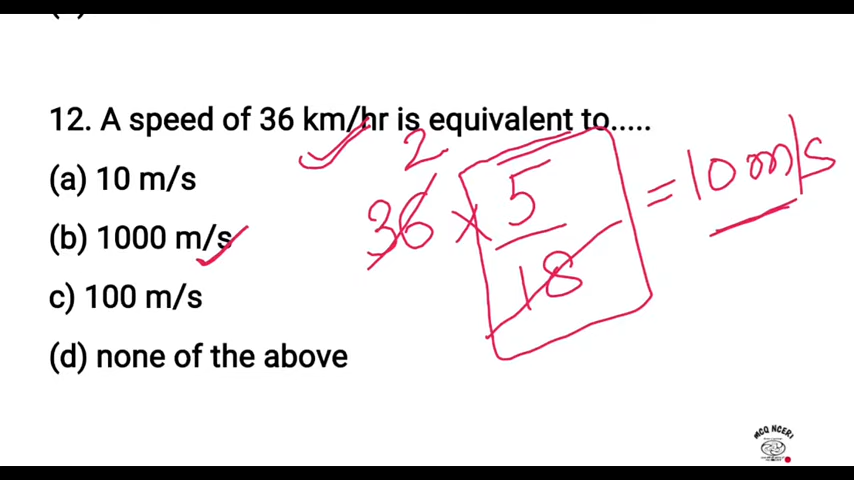 12. A speed of 36 km/hr is equivalent to.....
(a) 10 m/s
(b) 1000 m/s
c) 100 m/s
(d) none of the above
2
36 × 5/18 = 10 m/s
MCQ NCERT